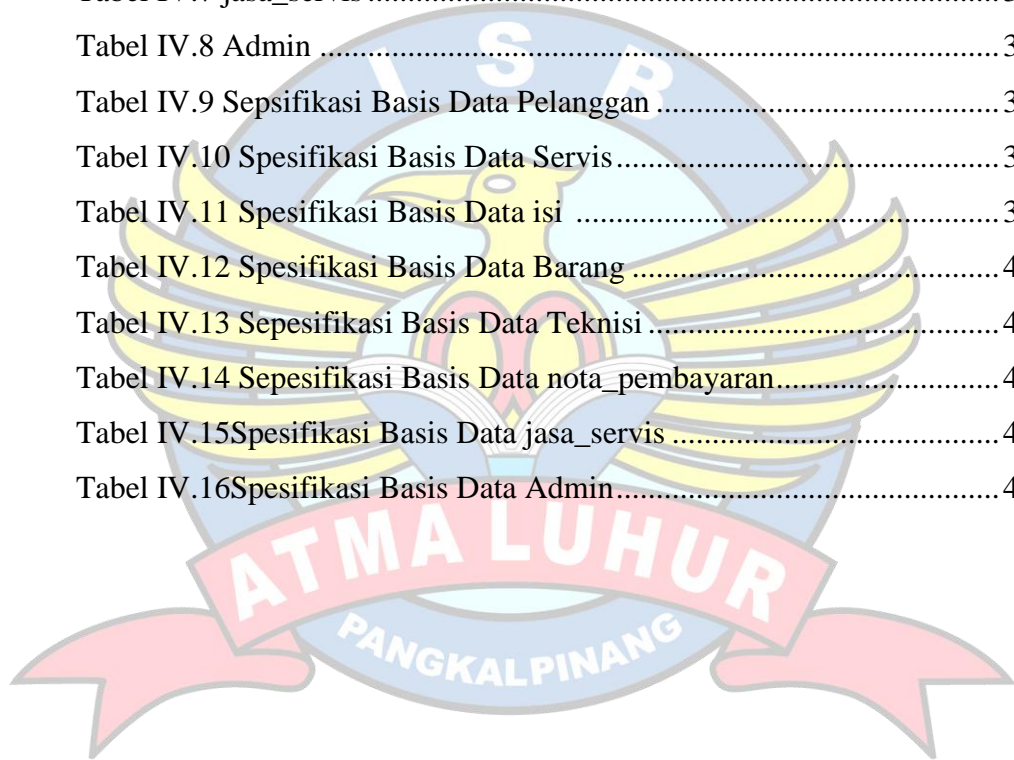 jasa_servis
Tabel IV.8 Admin ........................................................................ 3
Tabel IV.9 Sepsifikasi Basis Data Pelanggan .................................... 3
Tabel IV.10 Spesifikasi Basis Data Servis ......................................... 3
Tabel IV.11 Spesifikasi Basis Data isi ............................................. 3
Tabel IV.12 Spesifikasi Basis Data Barang ....................................... 4
Tabel IV.13 Sepesifikasi Basis Data Teknisi ..................................... 4
Tabel IV.14 Sepesifikasi Basis Data nota_pembayaran ........................ 4
Tabel IV.15Spesifikasi Basis Data jasa_servis ................................... 4
Tabel IV.16Spesifikasi Basis Data Admin ......................................... 4
I S B
ATMA LUHUR
PANGKALPINANG